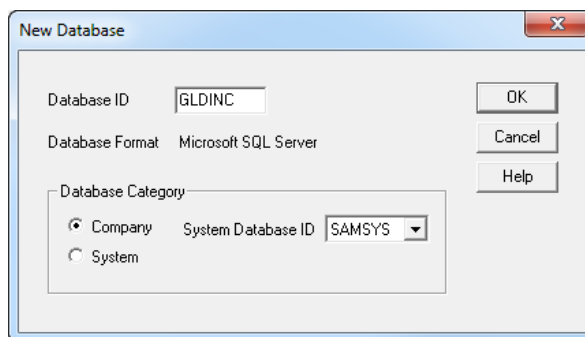 New Database
Database ID GLDINC
OK
Database Format Microsoft SQL Server
Cancel
Help
Database Category
Company System Database ID SAMSYS
System